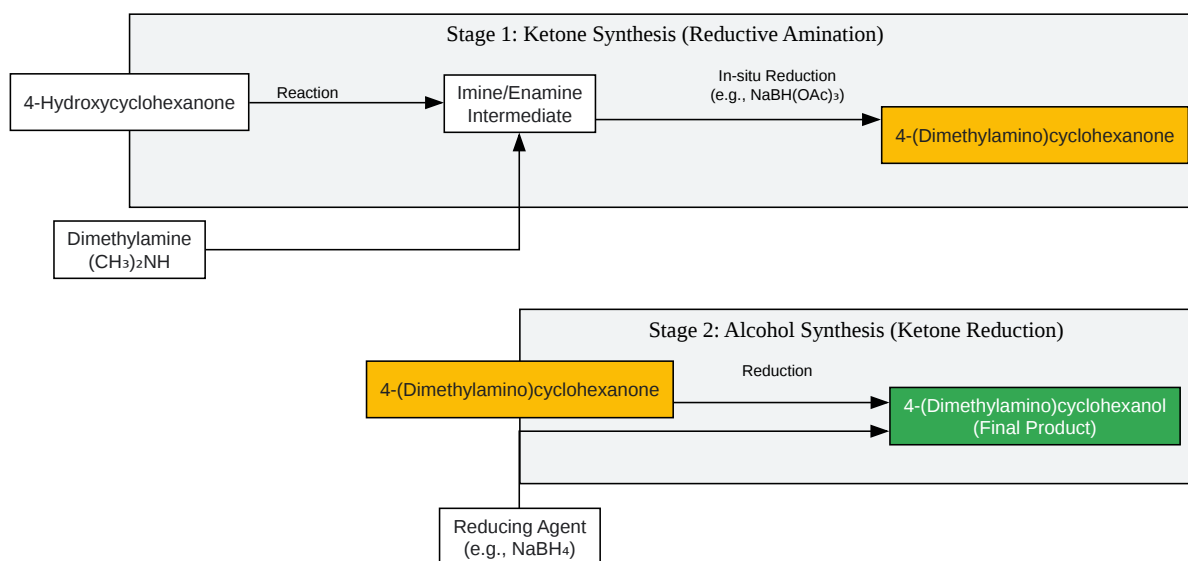 Stage 1: Ketone Synthesis (Reductive Amination)
4-Hydroxycyclohexanone
Reaction
Imine/Enamine
Intermediate
In-situ Reduction
(e.g., NaBH(OAc)₃)
4-(Dimethylamino)cyclohexanone
Dimethylamine
(CH₃)₂NH
Stage 2: Alcohol Synthesis (Ketone Reduction)
4-(Dimethylamino)cyclohexanone
Reduction
4-(Dimethylamino)cyclohexanol
(Final Product)
Reducing Agent
(e.g., NaBH₄)